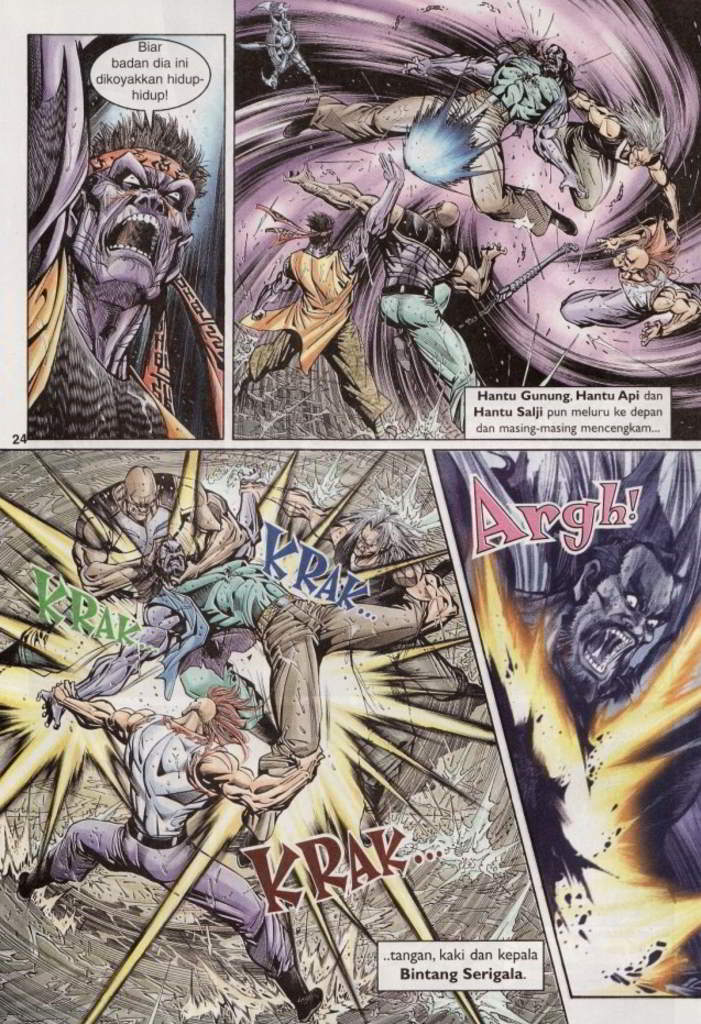 Biar
badan dia ini
dikoyakkan hidup-
hidup!
Hantu Gunung, Hantu Api dan
Hantu Salji pun meluru ke depan
dan masing-masing mencengkam...
24
KRAK...
KRAK...
KRAK...
Argh!
..tangan, kaki dan kepala
Bintang Serigala.